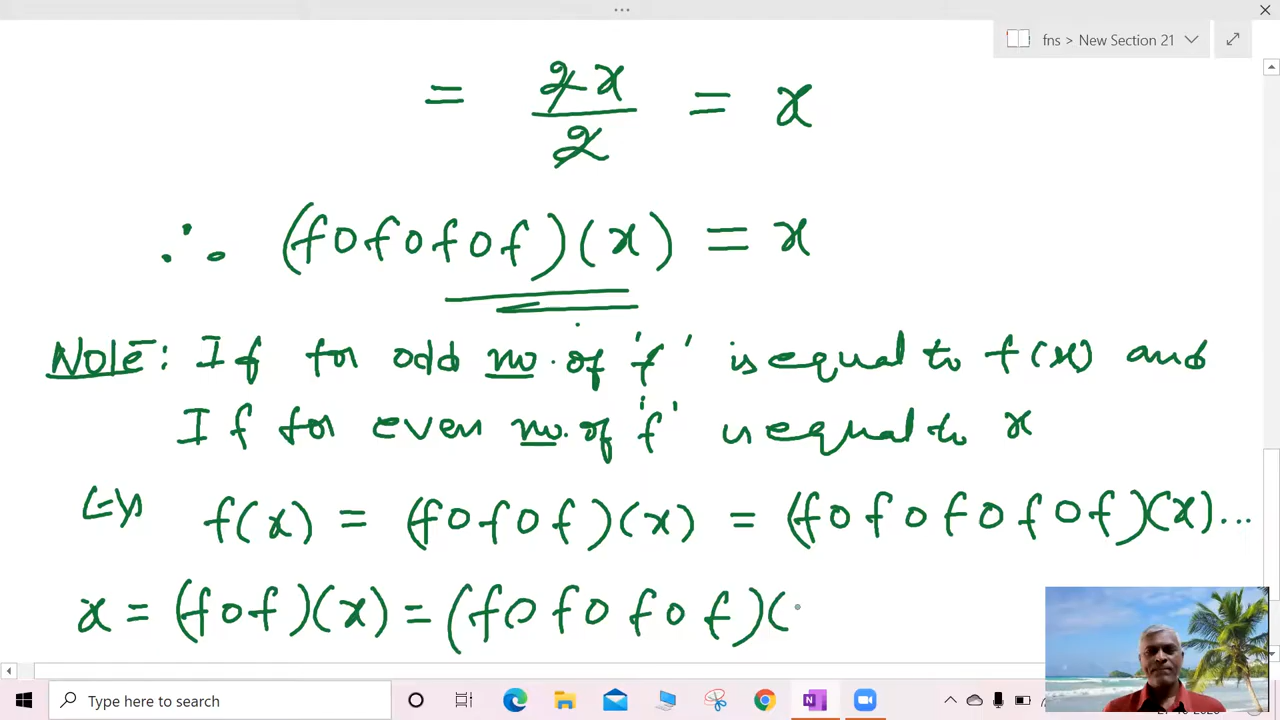 fns > New Section 21
= 2x/2 = x
∴ (fofofof)(x) = x
Note: If for odd no. of 'f' is equal to f(x) and
If for even no. of 'f' is equal to x
f(x) = (fofof)(x) = (fofofofof)(x)...
x = (fof)(x) = (fofofof)(
Type here to search